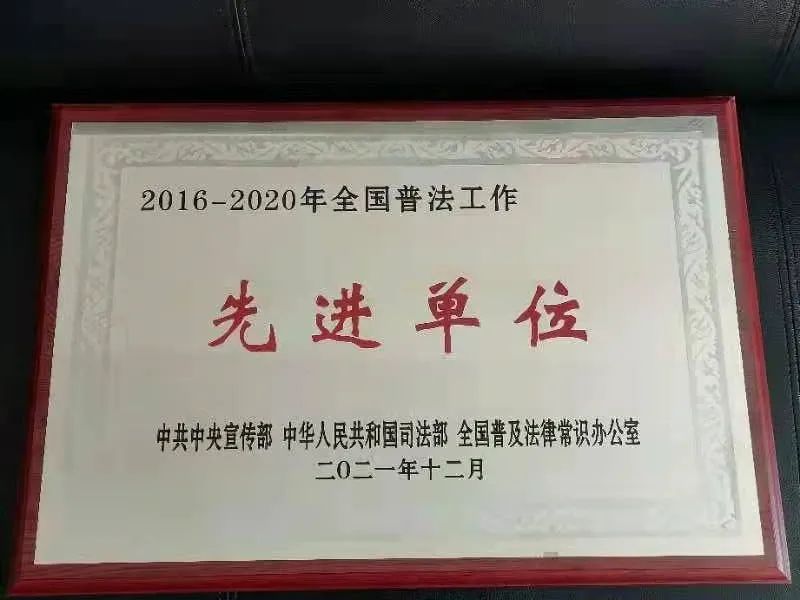 2016-2020年全国普法工作
先进单位
中共中央宣传部 中华人民共和国司法部 全国普及法律常识办公室
二〇二一年十二月